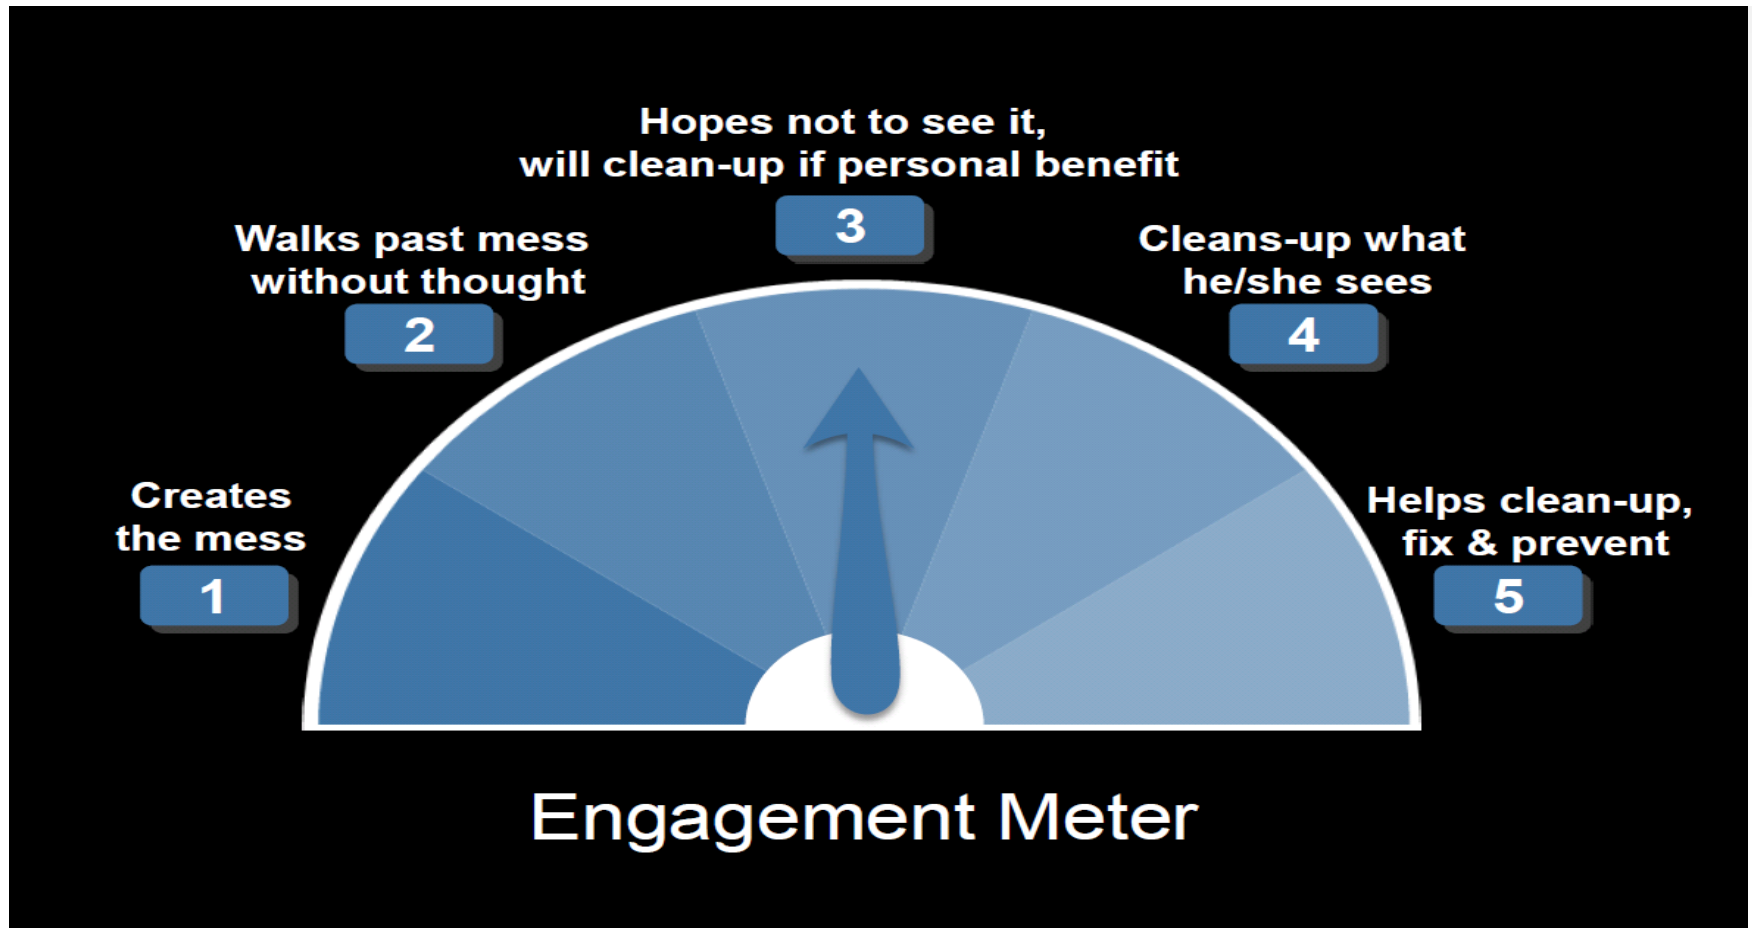 Hopes not to see it,
will clean-up if personal benefit
3
Walks past mess
without thought
2
Cleans-up what
he/she sees
4
Creates
the mess
1
Helps clean-up,
fix & prevent
5
Engagement Meter